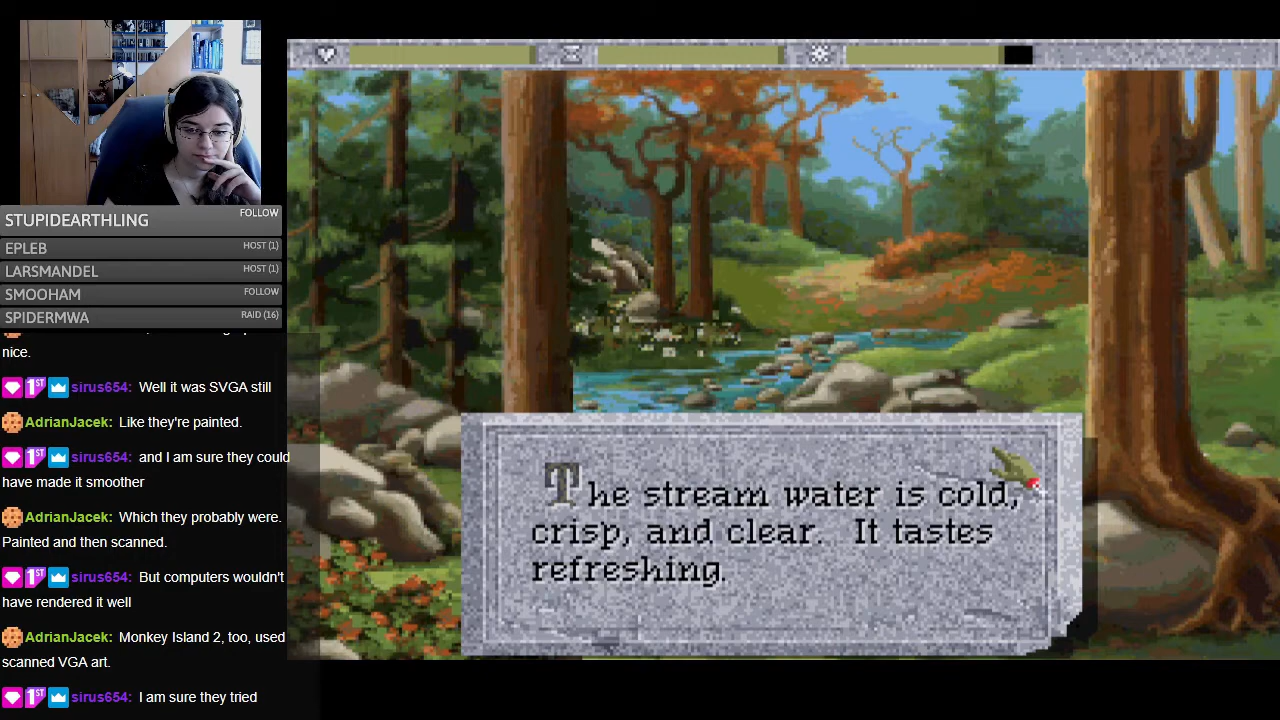 STUPIDEARTHLING FOLLOW
EPLEB HOST (1)
LARSMANDEL HOST (1)
SMOOHAM FOLLOW
SPIDERMWA RAID (16)
nice.
1ST sirus654: Well it was SVGA still
AdrianJacek: Like they're painted.
1ST sirus654: and I am sure they could
have made it smoother
AdrianJacek: Which they probably were.
Painted and then scanned.
1ST sirus654: But computers wouldn't
have rendered it well
AdrianJacek: Monkey Island 2, too, used
scanned VGA art.
1ST sirus654: I am sure they tried
The stream water is cold,
crisp, and clear. It tastes
refreshing.